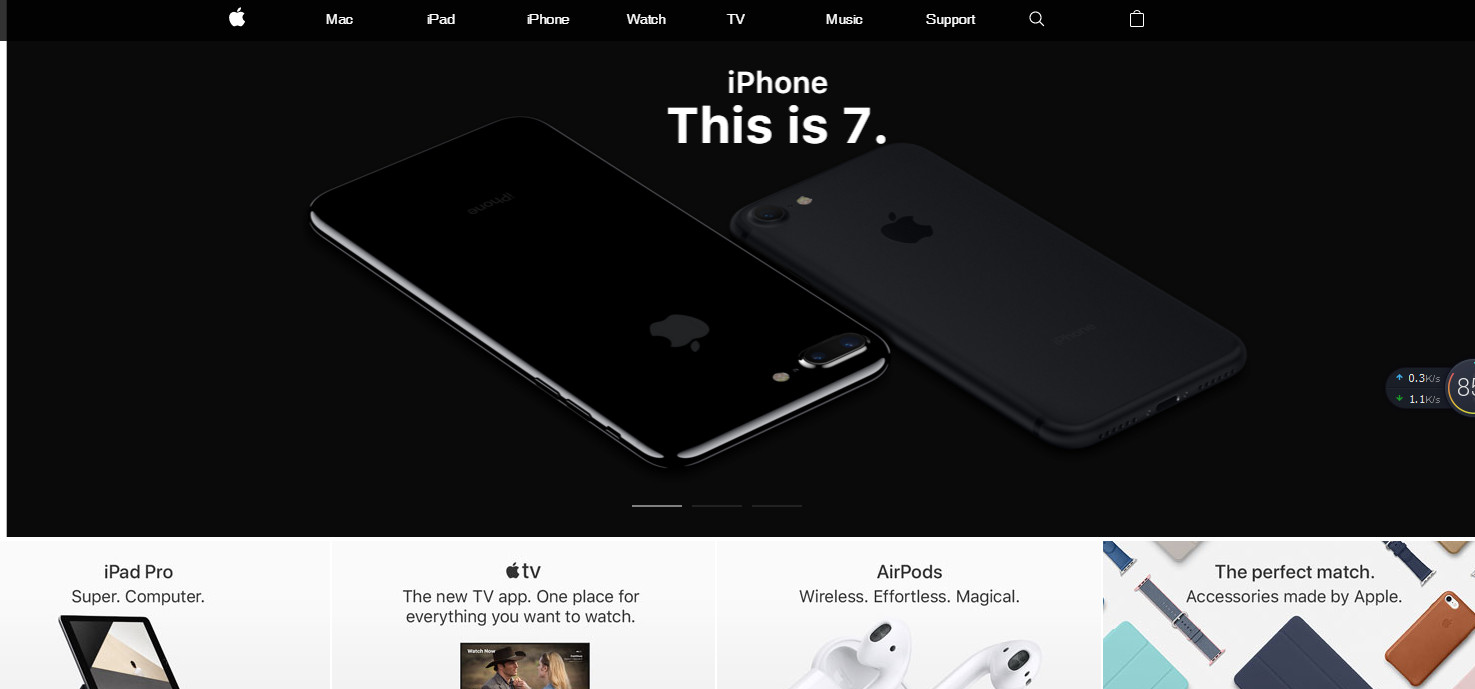 Mac
iPad
iPhone
Watch
TV
Music
Support
iPhone
This is 7.
iPhone
0.3K/s
1.1K/s
85
iPad Pro
Super. Computer.
tv
The new TV app. One place for
everything you want to watch.
Watch Now
AirPods
Wireless. Effortless. Magical.
The perfect match.
Accessories made by Apple.